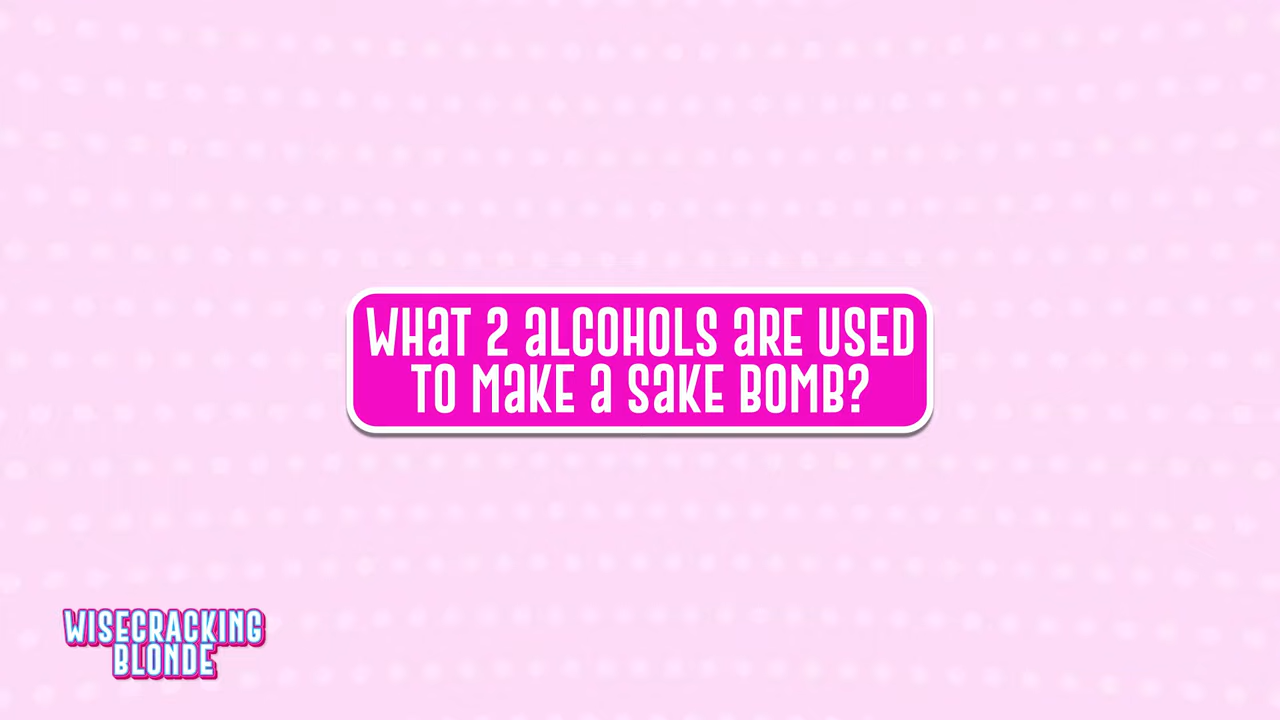 WHAT 2 ALCOHOLS ARE USED
TO MAKE A SAKE BOMB?
WISECRACKING
BLONDE